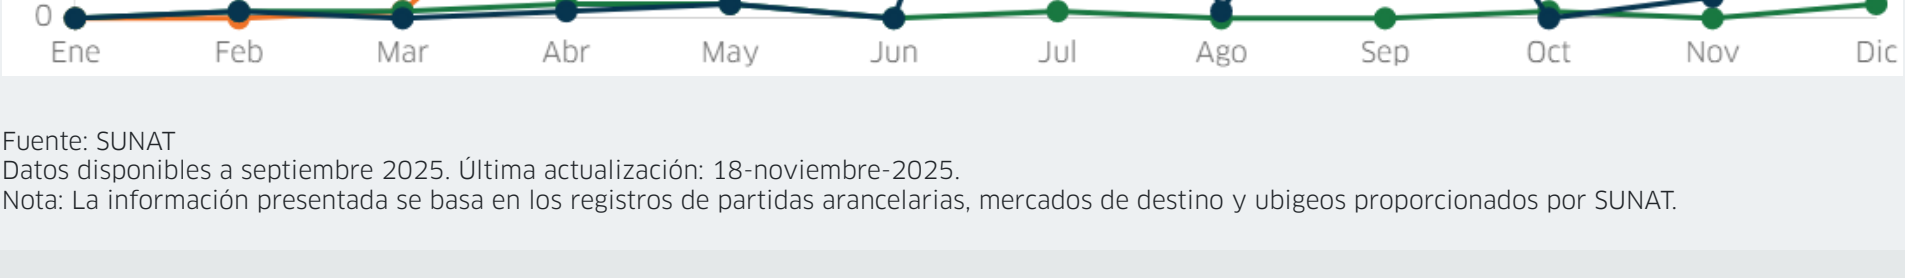 0
Ene Feb Mar Abr May Jun Jul Ago Sep Oct Nov Dic
Fuente: SUNAT
Datos disponibles a septiembre 2025. Última actualización: 18-noviembre-2025.
Nota: La información presentada se basa en los registros de partidas arancelarias, mercados de destino y ubigeos proporcionados por SUNAT.